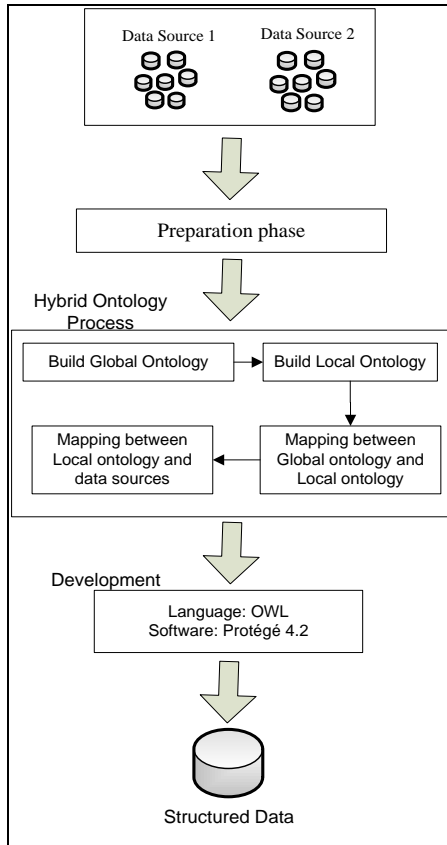 Data Source 1
Data Source 2
Preparation phase
Hybrid Ontology
Process
Build Global Ontology
Build Local Ontology
Mapping between
Global ontology and
Local ontology
Mapping between
Local ontology and
data sources
Development
Language: OWL
Software: Protégé 4.2
Structured Data